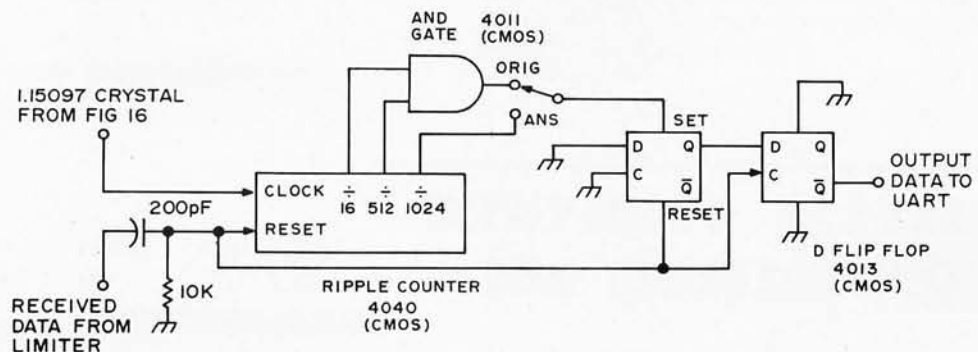 AND GATE
4011 (CMOS)
ORIG
ANS
1.15097 CRYSTAL
FROM FIG 16
CLOCK
÷ 16
÷ 512
÷ 1024
RESET
200pF
10K
RECEIVED
DATA FROM
LIMITER
RIPPLE COUNTER
4040
(CMOS)
SET
D Q
C
Q̅
RESET
D Q
C
Q̅
OUTPUT
DATA TO
UART
D FLIP FLOP
4013
(CMOS)